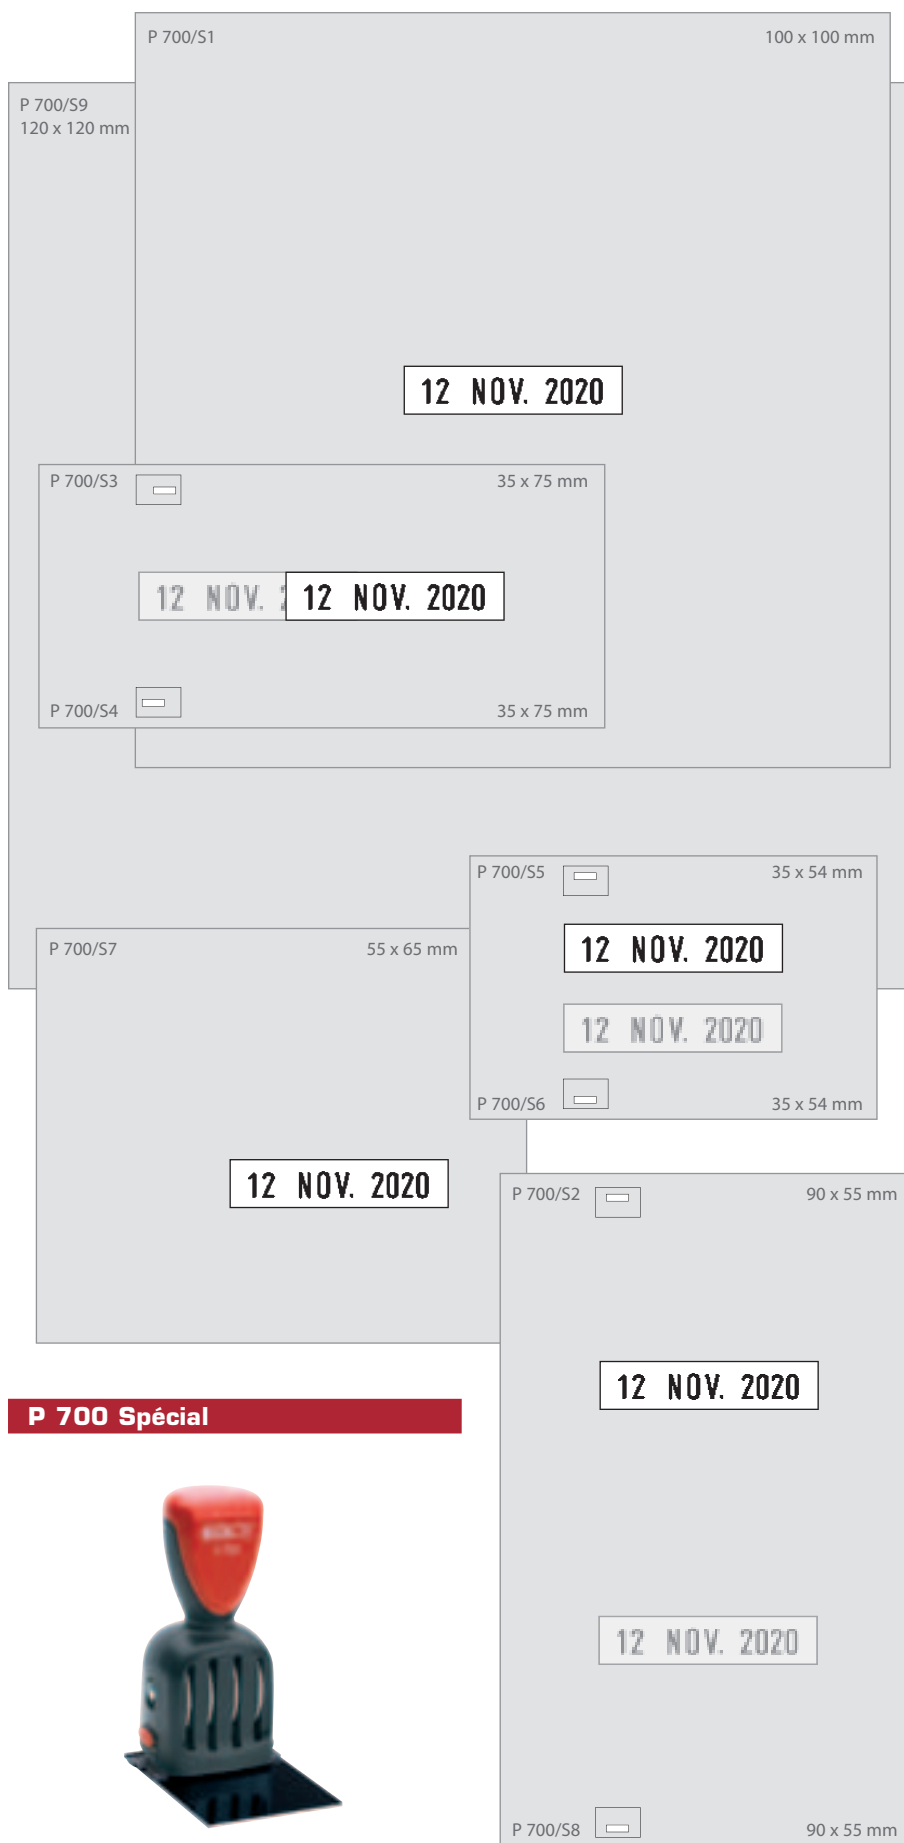 P 700/S1 100 x 100 mm
P 700/S9
120 x 120 mm
12 NOV. 2020
P 700/S3 35 x 75 mm
12 NOV. 12 NOV. 2020
P 700/S4 35 x 75 mm
P 700/S5 35 x 54 mm
12 NOV. 2020
P 700/S7 55 x 65 mm
12 NOV. 2020
P 700/S6 35 x 54 mm
12 NOV. 2020
P 700/S2 90 x 55 mm
12 NOV. 2020
P 700 Spécial
12 NOV. 2020
P 700/S8 90 x 55 mm